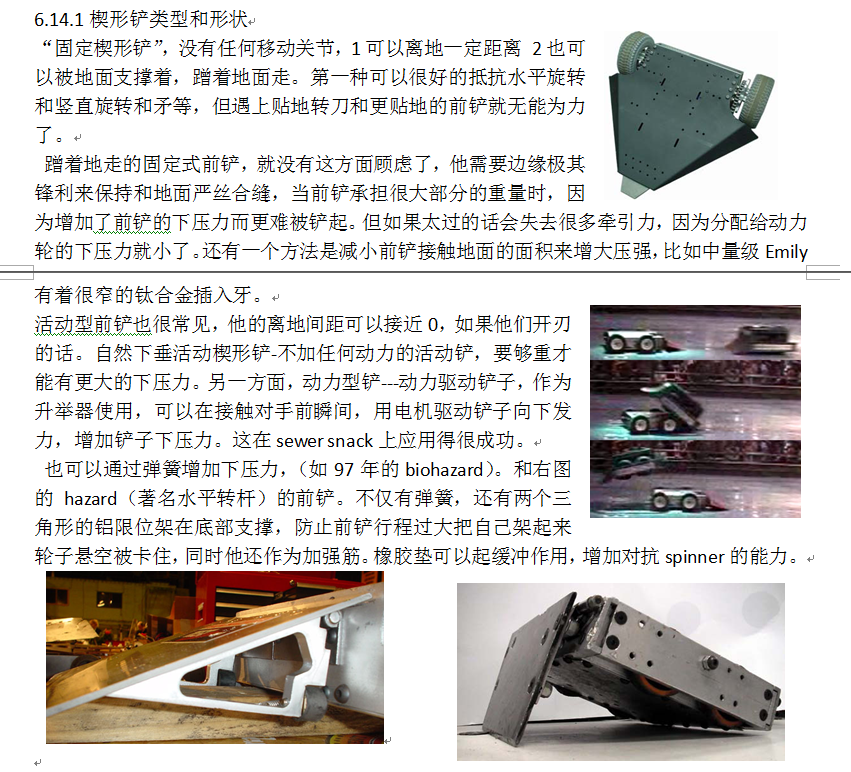 6.14.1 楔形铲类型和形状
“固定楔形铲”，没有任何移动关节，1 可以离地一定距离 2 也可
以被地面支撑着，蹭着地面走。第一种可以很好的抵抗水平旋转
和竖直旋转和矛等，但遇上贴地转刀和更贴地的前铲就无能为力
了。
蹭着地走的固定式前铲，就没有这方面顾虑了，他需要边缘极其
锋利来保持和地面严丝合缝，当前铲承担很大部分的重量时，因
为增加了前铲的下压力而更难被铲起。但如果太过的话会失去很多牵引力，因为分配给动力
轮的下压力就小了。还有一个方法是减小前铲接触地面的面积来增大压强，比如中量级 Emily
有着很窄的钛合金插入牙。
活动型前铲也很常见，他的离地间距可以接近 0，如果他们开刃
的话。自然下垂活动楔形铲-不加任何动力的活动铲，要够重才
能有更大的下压力。另一方面，动力型铲---动力驱动铲子，作为
升举器使用，可以在接触对手前瞬间，用电机驱动铲子向下发
力，增加铲子下压力。这在 sewer snack 上应用得很成功。
也可以通过弹簧增加下压力，（如 97 年的 biohazard）。和右图
的 hazard（著名水平转杆）的前铲。不仅有弹簧，还有两个三
角形的铝限位架在底部支撑，防止前铲行程过大把自己架起来
轮子悬空被卡住，同时他还作为加强筋。橡胶垫可以起缓冲作用，增加对抗 spinner 的能力。